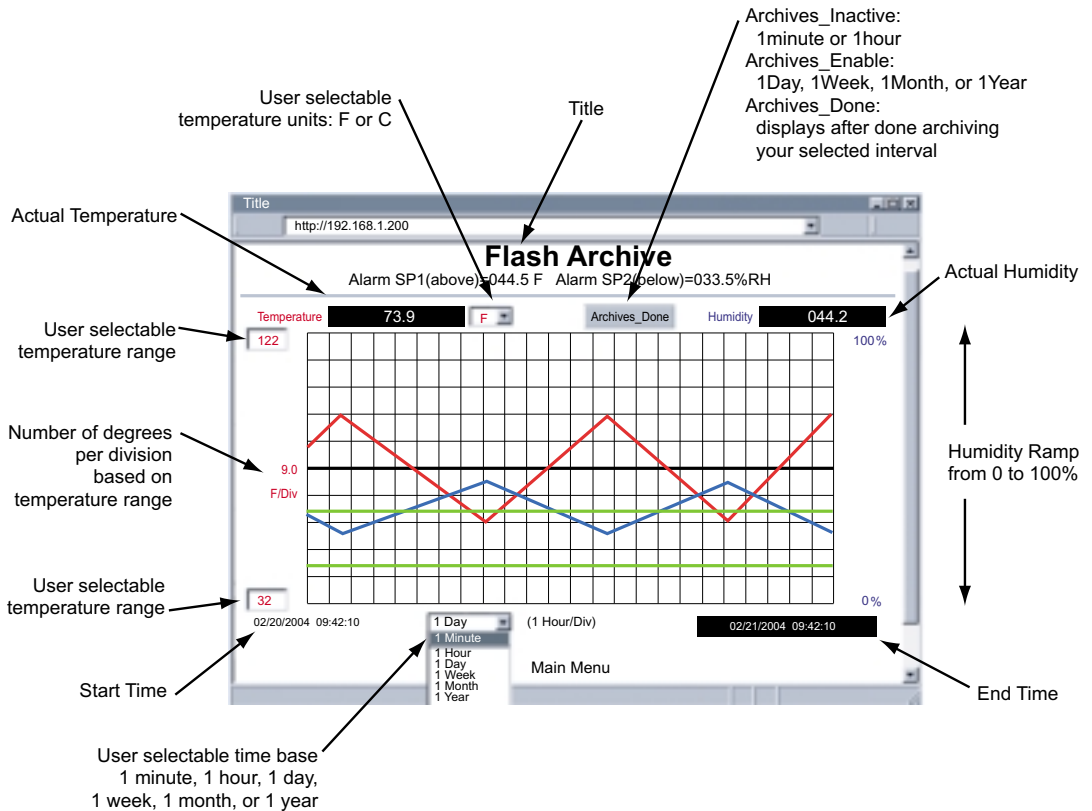 Archives_Inactive:
1minute or 1hour
Archives_Enable:
1Day, 1Week, 1Month, or 1Year
Archives_Done:
displays after done archiving
your selected interval
User selectable
temperature units: F or C
Title
Actual Temperature
Title
http://192.168.1.200
Flash Archive
Alarm SP1(above)=044.5 F Alarm SP2(below)=033.5%RH
Actual Humidity
Temperature 73.9 F Archives_Done Humidity 044.2
User selectable
temperature range
122
100%
Number of degrees
per division
based on
temperature range
9.0
F/Div
Humidity Ramp
from 0 to 100%
User selectable
temperature range
32
0%
02/20/2004 09:42:10
1 Day
(1 Hour/Div)
02/21/2004 09:42:10
1 Minute
1 Hour
1 Day
1 Week
1 Month
1 Year
Main Menu
Start Time
End Time
User selectable time base
1 minute, 1 hour, 1 day,
1 week, 1 month, or 1 year